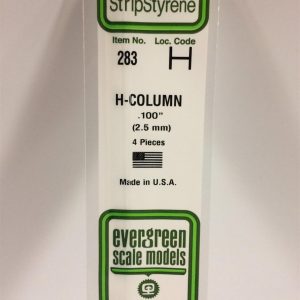 StripStyrene
Item No. Loc. Code
283 H
H-COLUMN
.100"
(2.5 mm)
4 Pieces
Made in U.S.A.
evergreen
scale models